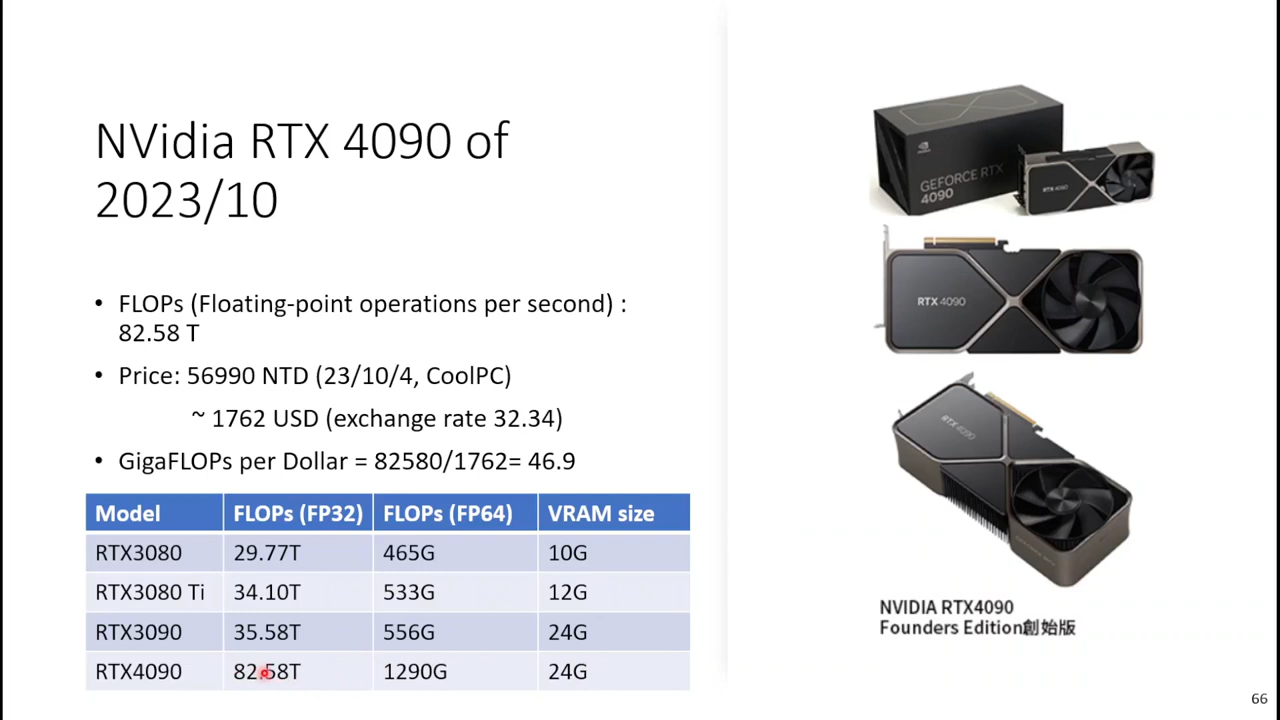 NVidia RTX 4090 of
2023/10
• FLOPs (Floating-point operations per second) :
82.58 T
• Price: 56990 NTD (23/10/4, CoolPC)
~ 1762 USD (exchange rate 32.34)
• GigaFLOPs per Dollar = 82580/1762= 46.9
Model FLOPs (FP32) FLOPs (FP64) VRAM size
RTX3080 29.77T 465G 10G
RTX3080 Ti 34.10T 533G 12G
RTX3090 35.58T 556G 24G
RTX4090 82.58T 1290G 24G
GEFORCE RTX
4090
RTX 4090
RTX 4090
RTX 4090
NVIDIA RTX4090
Founders Edition創始版
66